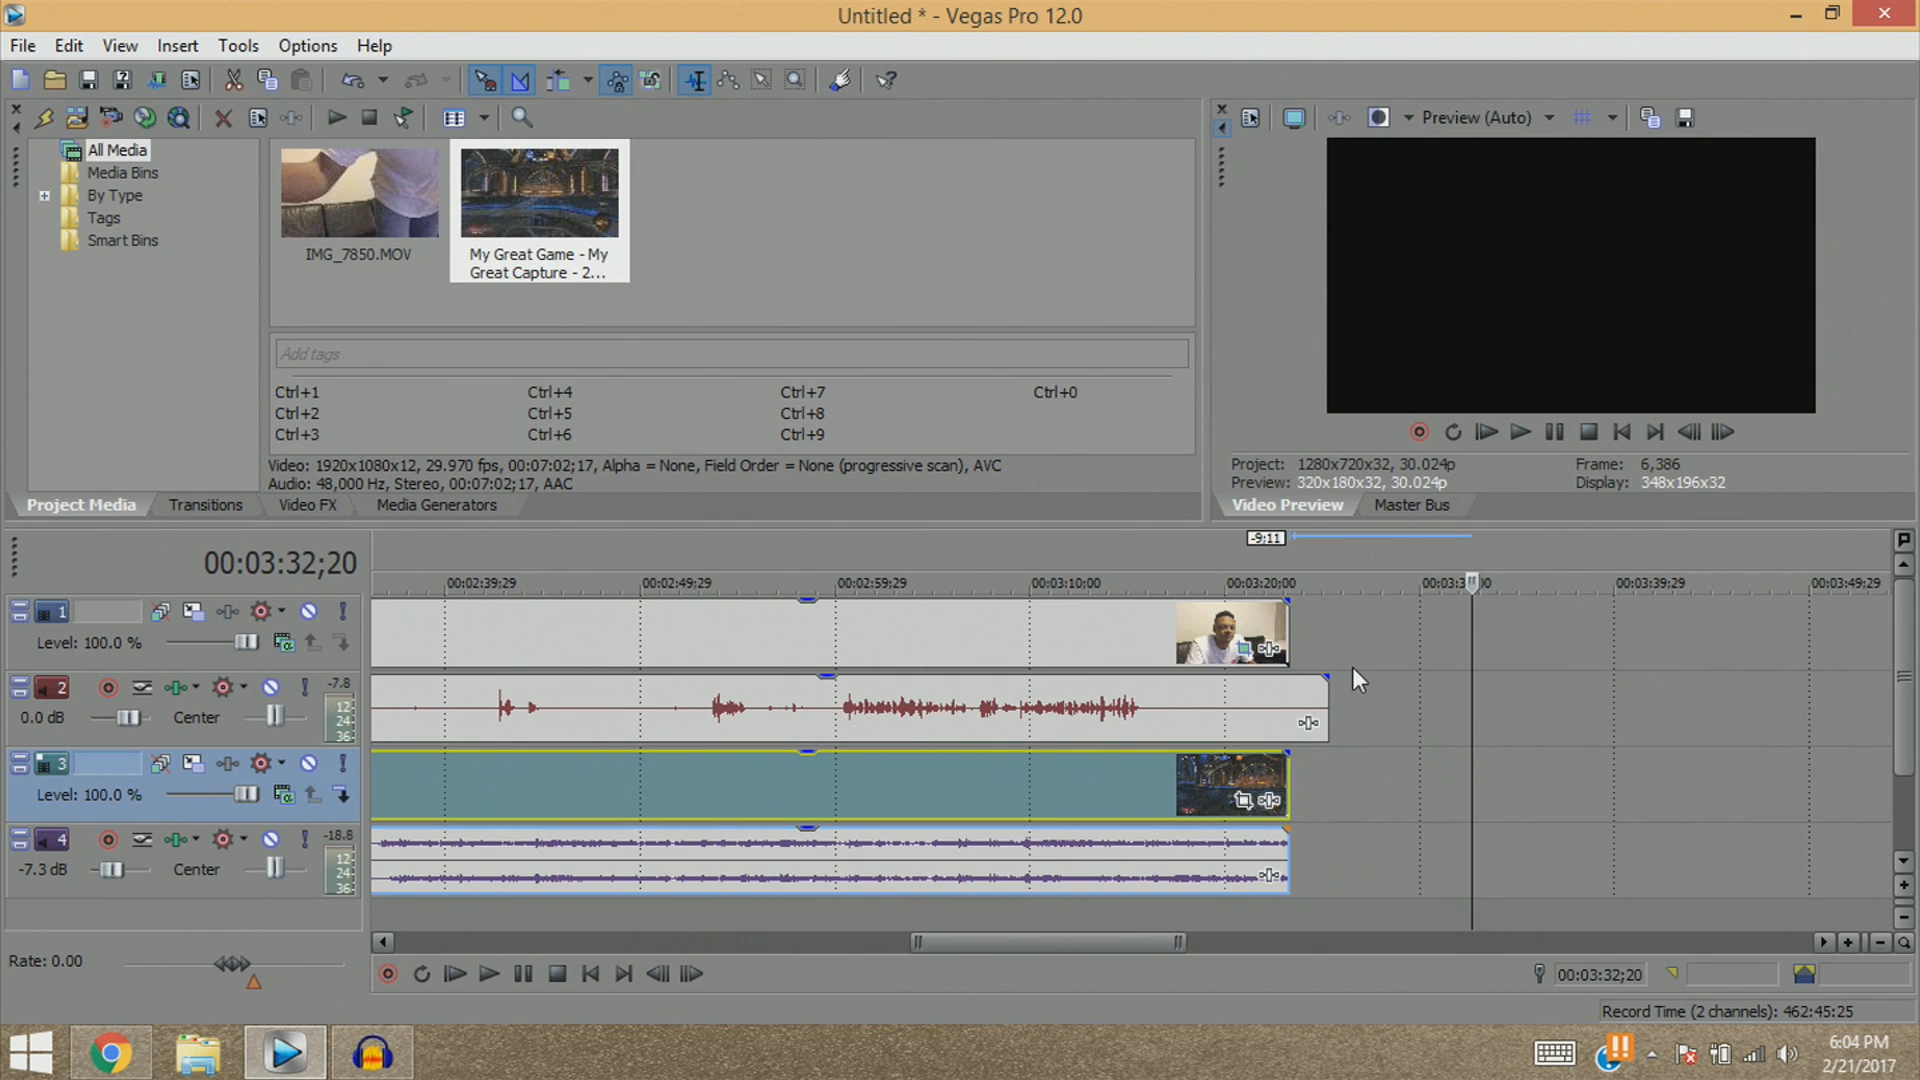 Untitled * - Vegas Pro 12.0
File Edit View Insert Tools Options Help
Preview (Auto)
All Media
Media Bins
By Type
Tags
Smart Bins
IMG_7850.MOV
My Great Game - My
Great Capture - 2...
Add tags
Ctrl+1 Ctrl+4 Ctrl+7 Ctrl+0
Ctrl+2 Ctrl+5 Ctrl+8
Ctrl+3 Ctrl+6 Ctrl+9
Video: 1920x1080x12, 29.970 fps, 00:07:02;17, Alpha = None, Field Order = None (progressive scan), AVC
Audio: 48,000 Hz, Stereo, 00:07:02;17, AAC
Project: 1280x720x32, 30.024p Frame: 6,386
Preview: 320x180x32, 30.024p Display: 348x196x32
Project Media Transitions Video FX Media Generators
Video Preview Master Bus
-9:11
00:03:32;20
00:02:39;29 00:02:49;29 00:02:59;29 00:03:10;00 00:03:20;00 00:03:3 00 00:03:39;29 00:03:49;29
1
Level: 100.0 %
2 -7.8
0.0 dB Center
12
24
36
3
Level: 100.0 %
4 -18.8
-7.3 dB Center
12
24
36
Rate: 0.00
00:03:32;20
Record Time (2 channels): 462:45:25
6:04 PM
2/21/2017